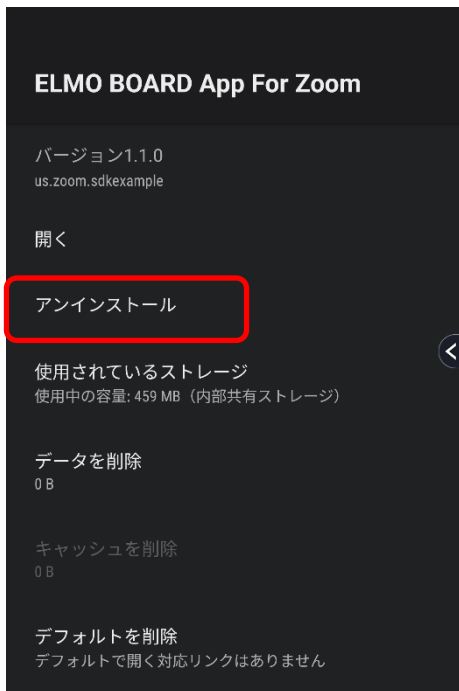 ELMO BOARD App For Zoom
バージョン1.1.0
us.zoom.sdkexample
開く
アンインストール
使用されているストレージ
使用中の容量: 459 MB（内部共有ストレージ）
データを削除
0 B
キャッシュを削除
0 B
デフォルトを削除
デフォルトで開く対応リンクはありません